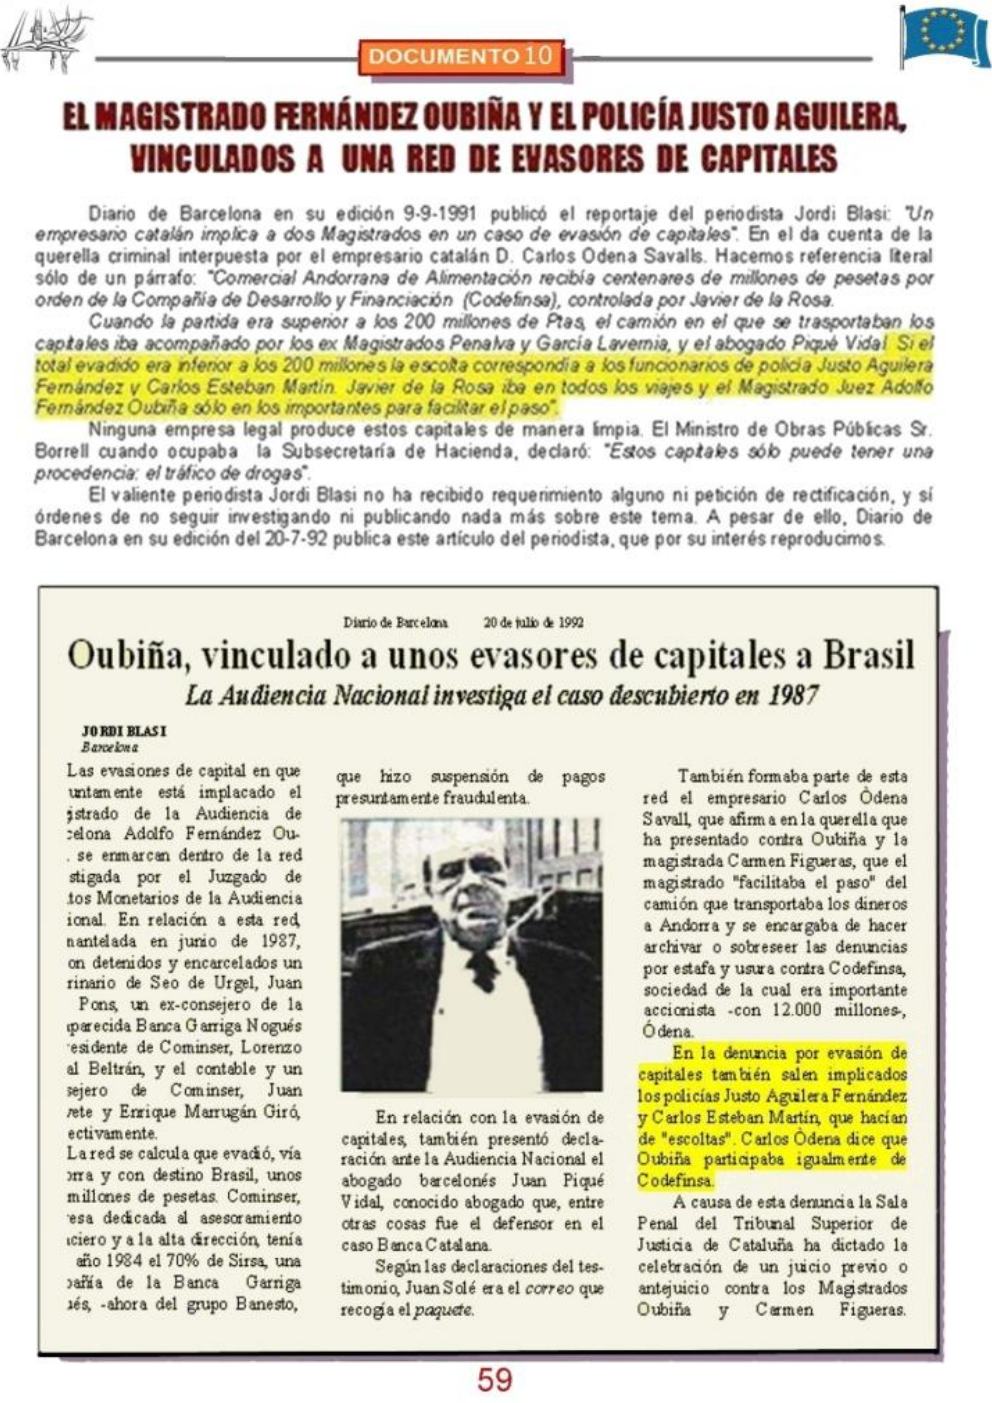 DOCUMENTO 10
EL MAGISTRADO FERNÁNDEZ OUBIÑA Y EL POLICÍA JUSTO AGUILERA,
VINCULADOS A UNA RED DE EVASORES DE CAPITALES
Diario de Barcelona en su edición 9-9-1991 publicó el reportaje del periodista Jordi Blasi: "Un
empresario catalán implica a dos Magistrados en un caso de evasión de capitales". En el da cuenta de la
querella criminal interpuesta por el empresario catalán D. Carlos Odena Savalls. Hacemos referencia literal
sólo de un párrafo: "Comercial Andorrana de Alimentación recibía centenares de millones de pesetas por
orden de la Compañía de Desarrollo y Financiación (Codefinsa), controlada por Javier de la Rosa.
Cuando la partida era superior a los 200 millones de Ptas, el camión en el que se trasportaban los
capitales iba acompañado por los ex Magistrados Penalva y García Lavernia, y el abogado Piqué Vidal. Si el
total evadido era inferior a los 200 millones la escolta correspondía a los funcionarios de policía Justo Aguilera
Fernández y Carlos Esteban Martín. Javier de la Rosa iba en todos los viajes y el Magistrado Juez Adolfo
Fernández Oubiña sólo en los importantes para facilitar el paso".
Ninguna empresa legal produce estos capitales de manera limpia. El Ministro de Obras Públicas Sr.
Borrell cuando ocupaba la Subsecretaría de Hacienda, declaró: "Estos capitales sólo puede tener una
procedencia: el tráfico de drogas".
El valiente periodista Jordi Blasi no ha recibido requerimiento alguno ni petición de rectificación, y sí
órdenes de no seguir investigando ni publicando nada más sobre este tema. A pesar de ello, Diario de
Barcelona en su edición del 20-7-92 publica este artículo del periodista, que por su interés reproducimos.
Diario de Barcelona 20 de julio de 1992
Oubiña, vinculado a unos evasores de capitales a Brasil
La Audiencia Nacional investiga el caso descubierto en 1987
JORDI BLASI
Barcelona
Las evasiones de capital en que
untamente está implacado el
istrado de la Audiencia de
elona Adolfo Fernández Ou-
. se enmarcan dentro de la red
stigada por el Juzgado de
tos Monetarios de la Audiencia
ional. En relación a esta red,
nantelada en junio de 1987,
on detenidos y encarcelados un
rinario de Seo de Urgel, Juan
Pons, un ex-consejero de la
parecida Banca Garriga Nogués
esidente de Cominser, Lorenzo
al Beltrán, y el contable y un
sejero de Cominser, Juan
ete y Enrique Marrugán Giró,
ectivamente.
La red se calcula que evadió, vía
orra y con destino Brasil, unos
millones de pesetas. Cominser,
esa dedicada al asesoramiento
iciero y a la alta dirección, tenía
año 1984 el 70% de Sirsa, una
pañía de la Banca Garriga
ués, -ahora del grupo Banesto,
que hizo suspensión de pagos
presuntamente fraudulenta.
En relación con la evasión de
capitales, también presentó decla-
ración ante la Audiencia Nacional el
abogado barcelonés Juan Piqué
Vidal, conocido abogado que, entre
otras cosas fue el defensor en el
caso Banca Catalana.
Según las declaraciones del tes-
timonio, Juan Solé era el correo que
recogía el paquete.
También formaba parte de esta
red el empresario Carlos Òdena
Savall, que afirma en la querella que
ha presentado contra Oubiña y la
magistrada Carmen Figueras, que el
magistrado "facilitaba el paso" del
camión que transportaba los dineros
a Andorra y se encargaba de hacer
archivar o sobreseer las denuncias
por estafa y usura contra Codefinsa,
sociedad de la cual era importante
accionista -con 12.000 millones-,
Ódena.
En la denuncia por evasión de
capitales también salen implicados
los policías Justo Aguilera Fernández
y Carlos Esteban Martín, que hacían
de "escoltas". Carlos Òdena dice que
Oubiña participaba igualmente de
Codefinsa.
A causa de esta denuncia la Sala
Penal del Tribunal Superior de
Justicia de Cataluña ha dictado la
celebración de un juicio previo o
antejuicio contra los Magistrados
Oubiña y Carmen Figueras.
59